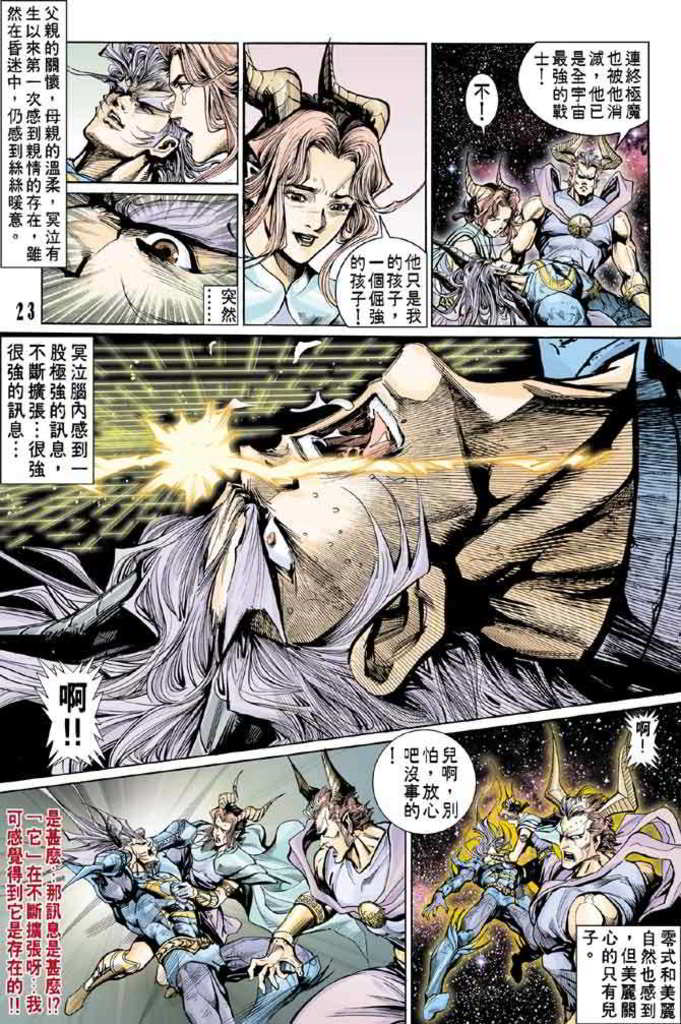 連終極魔
也被他消
滅，他已
是全宇宙
最強的戰
士！
不！
他只是我
的孩子，
一個倔強
的孩子！
父親的關懷，母親的溫柔，冥泣有
生以來第一次感到親情的存在，雖
然在昏迷中，仍感到絲絲暖意。
突然
……
23
冥泣腦內感到一
股極強的訊息，
不斷擴張…很強
很強的訊息…
啊!!
啊！
零式和美麗
自然也感到
，但美麗關
心的只有兒
子。
兒啊，別
怕，放心
吧沒事的
！
是甚麼…那訊息是甚麼!?
「它」在不斷擴張呀…我
可感覺得到它是存在的!!